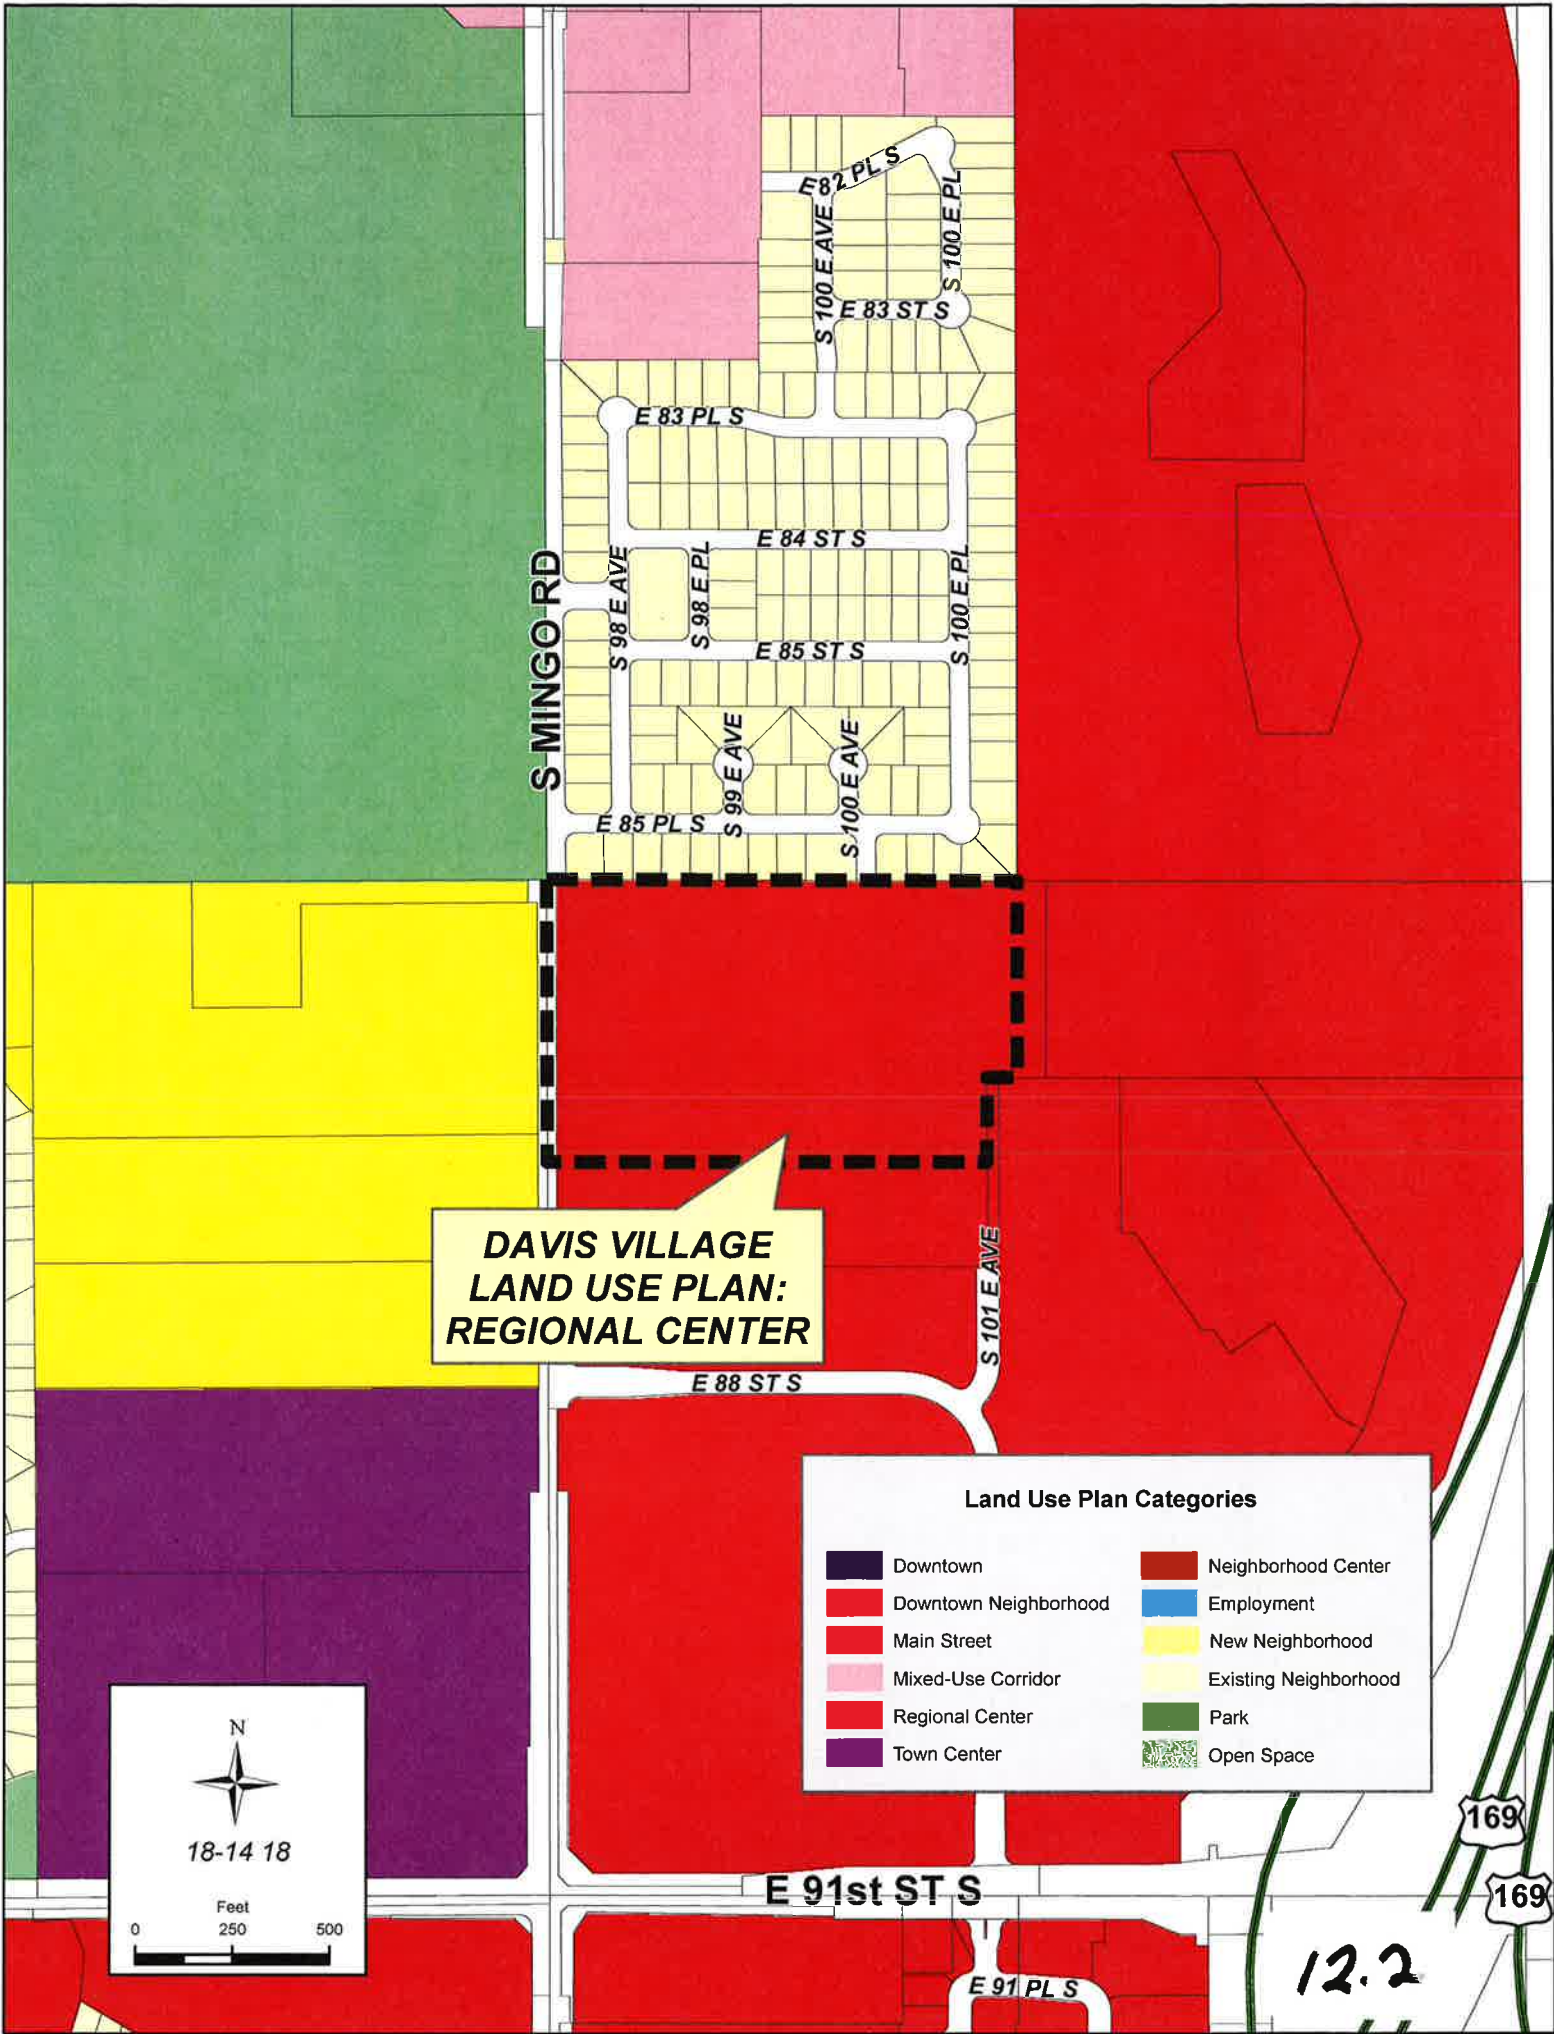 E 82 PL S
S 100 E AVE
S 100 E PL
E 83 ST S
E 83 PL S
E 84 ST S
S MINGO RD
S 98 E AVE
S 98 E PL
S 100 E PL
E 85 ST S
S 99 E AVE
S 100 E AVE
E 85 PL S
DAVIS VILLAGE
LAND USE PLAN:
REGIONAL CENTER
S 101 E AVE
E 88 ST S
Land Use Plan Categories
Downtown
Downtown Neighborhood
Main Street
Mixed-Use Corridor
Regional Center
Town Center
Neighborhood Center
Employment
New Neighborhood
Existing Neighborhood
Park
Open Space
N
18-14 18
Feet
0 250 500
169
169
E 91st ST S
E 91 PL S
12.2